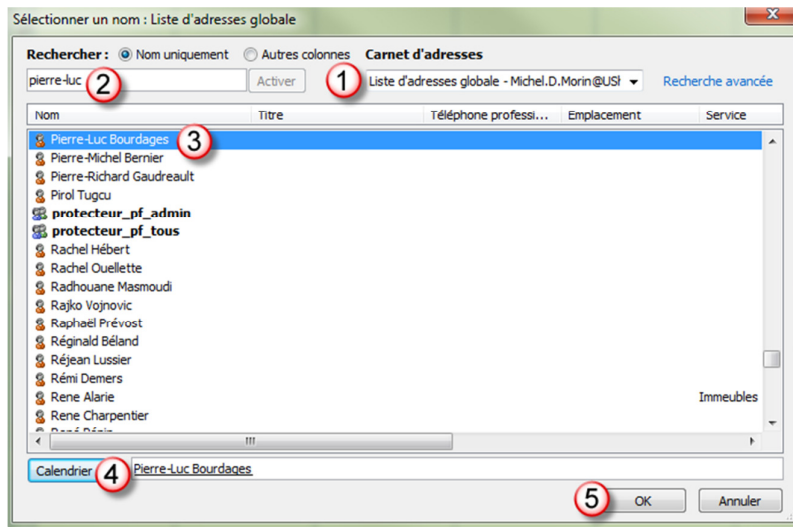 Sélectionner un nom : Liste d'adresses globale
Rechercher : Nom uniquement Autres colonnes Carnet d'adresses
pierre-luc 2 Activer 1 Liste d'adresses globale - Michel.D.Morin@USh Recherche avancée
Nom Titre Téléphone professi... Emplacement Service
Pierre-Luc Bourdages 3
Pierre-Michel Bernier
Pierre-Richard Gaudreault
Pirol Tugcu
protecteur_pf_admin
protecteur_pf_tous
Rachel Hébert
Rachel Ouellette
Radhouane Masmoudi
Rajko Vojnovic
Raphaël Prévost
Réginald Béland
Réjean Lussier
Rémi Demers
Rene Alarie Immeubles
Rene Charpentier
Calendrier 4 Pierre-Luc Bourdages
5 OK Annuler